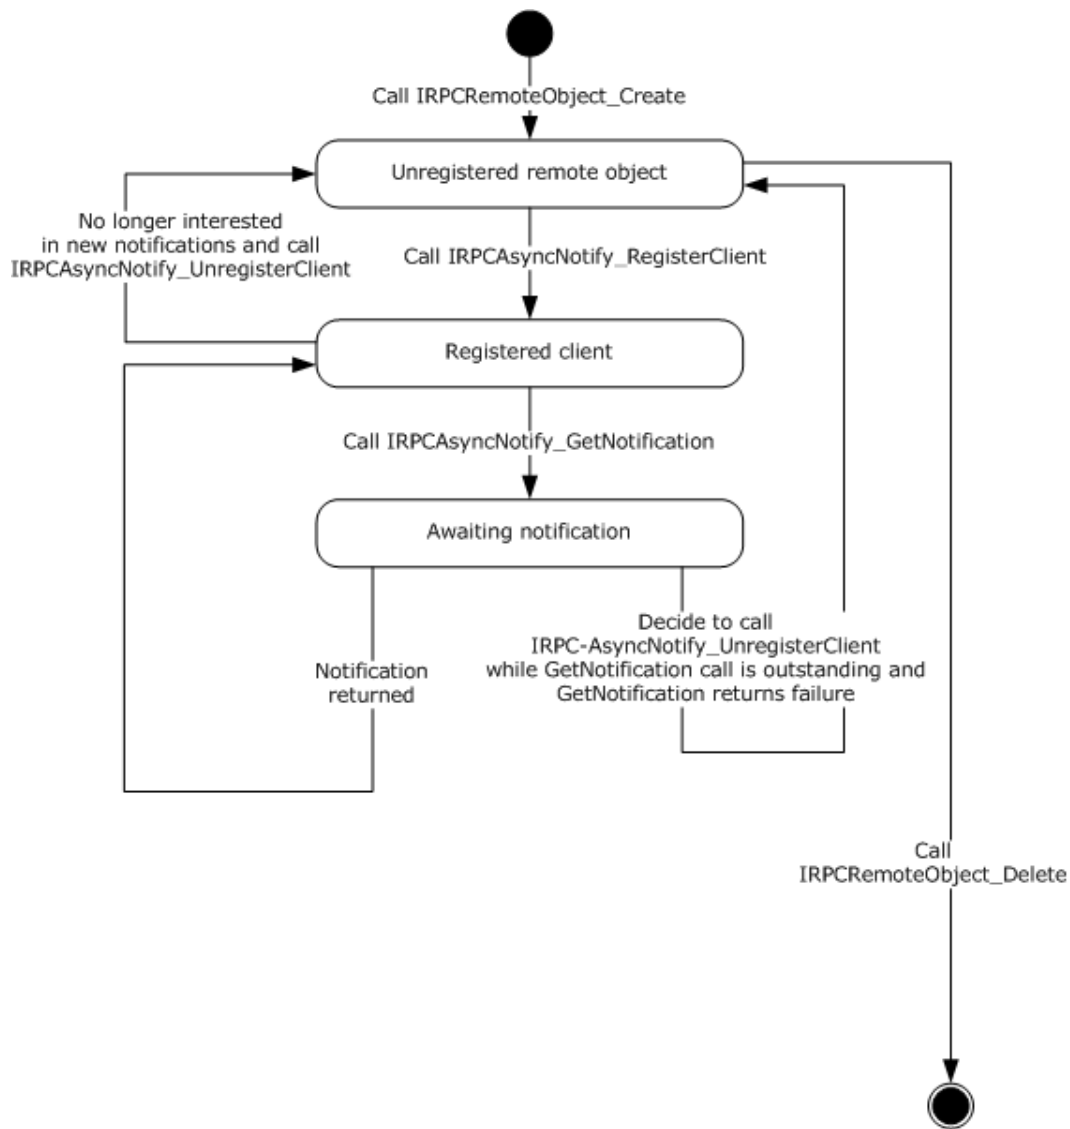 Call IRPCRemoteObject_Create
Unregistered remote object
No longer interested
in new notifications and call
IRPCAsyncNotify_UnregisterClient
Call IRPCAsyncNotify_RegisterClient
Registered client
Call IRPCAsyncNotify_GetNotification
Awaiting notification
Notification
returned
Decide to call
IRPC-AsyncNotify_UnregisterClient
while GetNotification call is outstanding and
GetNotification returns failure
Call
IRPCRemoteObject_Delete